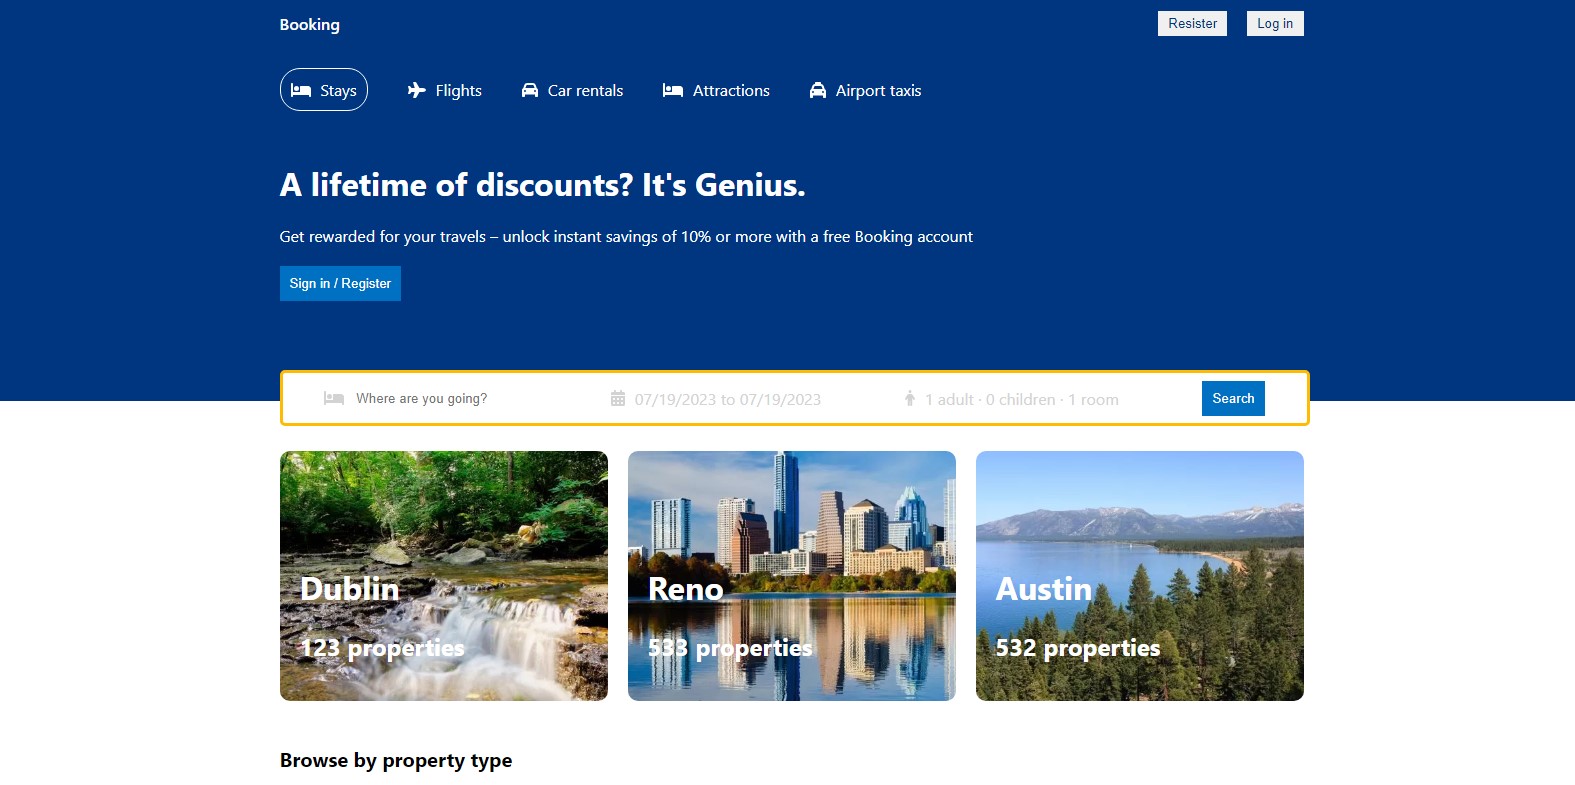 Booking
Resister
Log in
Stays
Flights
Car rentals
Attractions
Airport taxis
A lifetime of discounts? It's Genius.
Get rewarded for your travels – unlock instant savings of 10% or more with a free Booking account
Sign in / Register
Where are you going?
07/19/2023 to 07/19/2023
1 adult · 0 children · 1 room
Search
Dublin
123 properties
Reno
533 properties
Austin
532 properties
Browse by property type